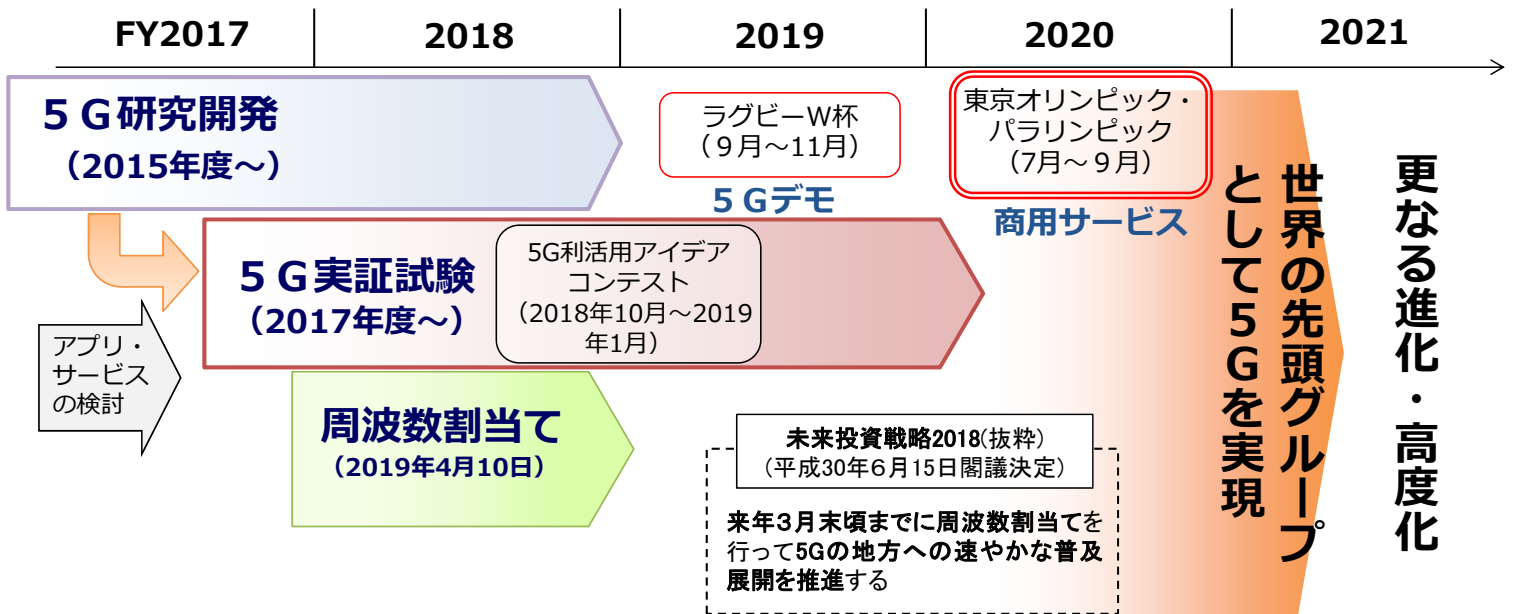 FY2017
2018
2019
2020
2021
5G研究開発
(2015年度~)
ラグビーW杯
(9月~11月)
5Gデモ
東京オリンピック・
パラリンピック
(7月~9月)
商用サービス
5G実証試験
(2017年度~)
5G利活用アイデア
コンテスト
(2018年10月~2019
年1月)
アプリ・
サービス
の検討
周波数割当て
(2019年4月10日)
未来投資戦略2018(抜粋)
(平成30年6月15日閣議決定)
来年3月末頃までに周波数割当てを
行って5Gの地方への速やかな普及
展開を推進する
世界の先頭グループ
として5Gを実現
更なる進化・高度化